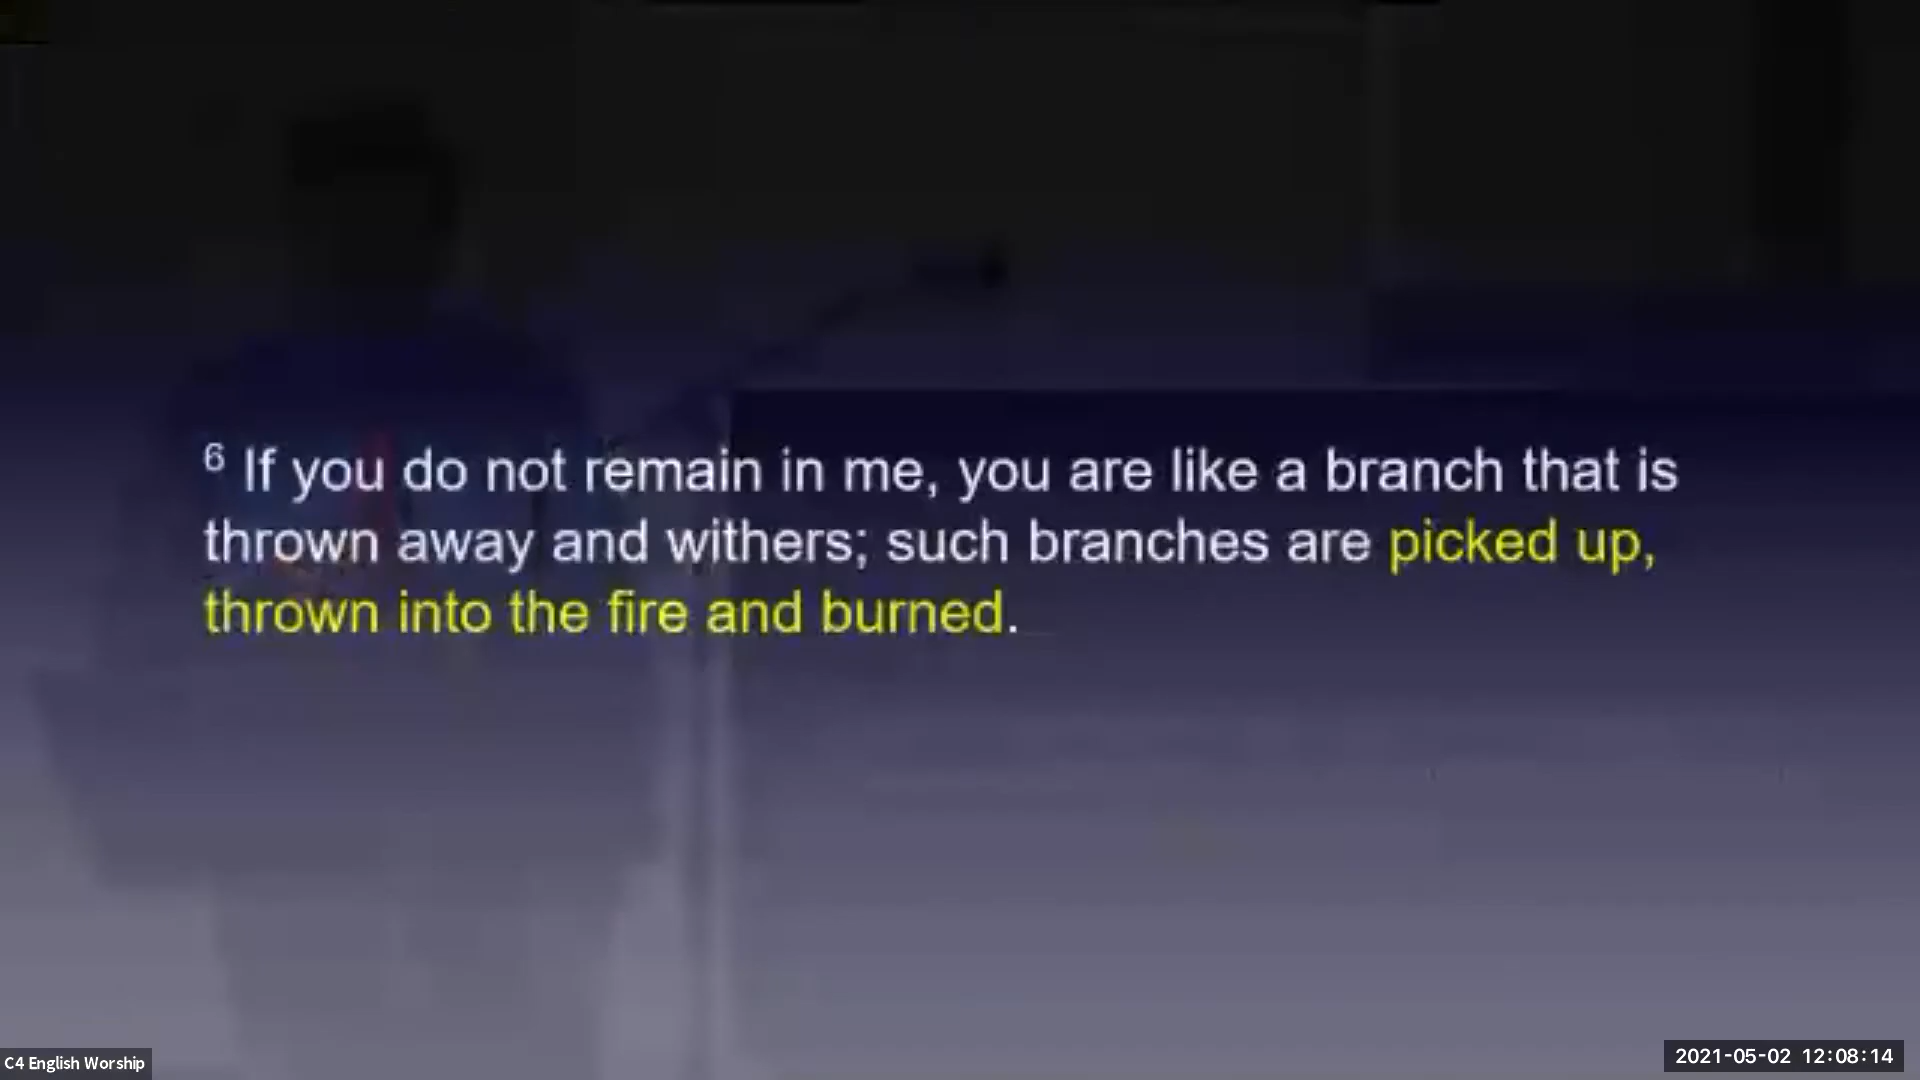 6 If you do not remain in me, you are like a branch that is
thrown away and withers; such branches are picked up,
thrown into the fire and burned.
C4 English Worship
2021-05-02 12:08:14